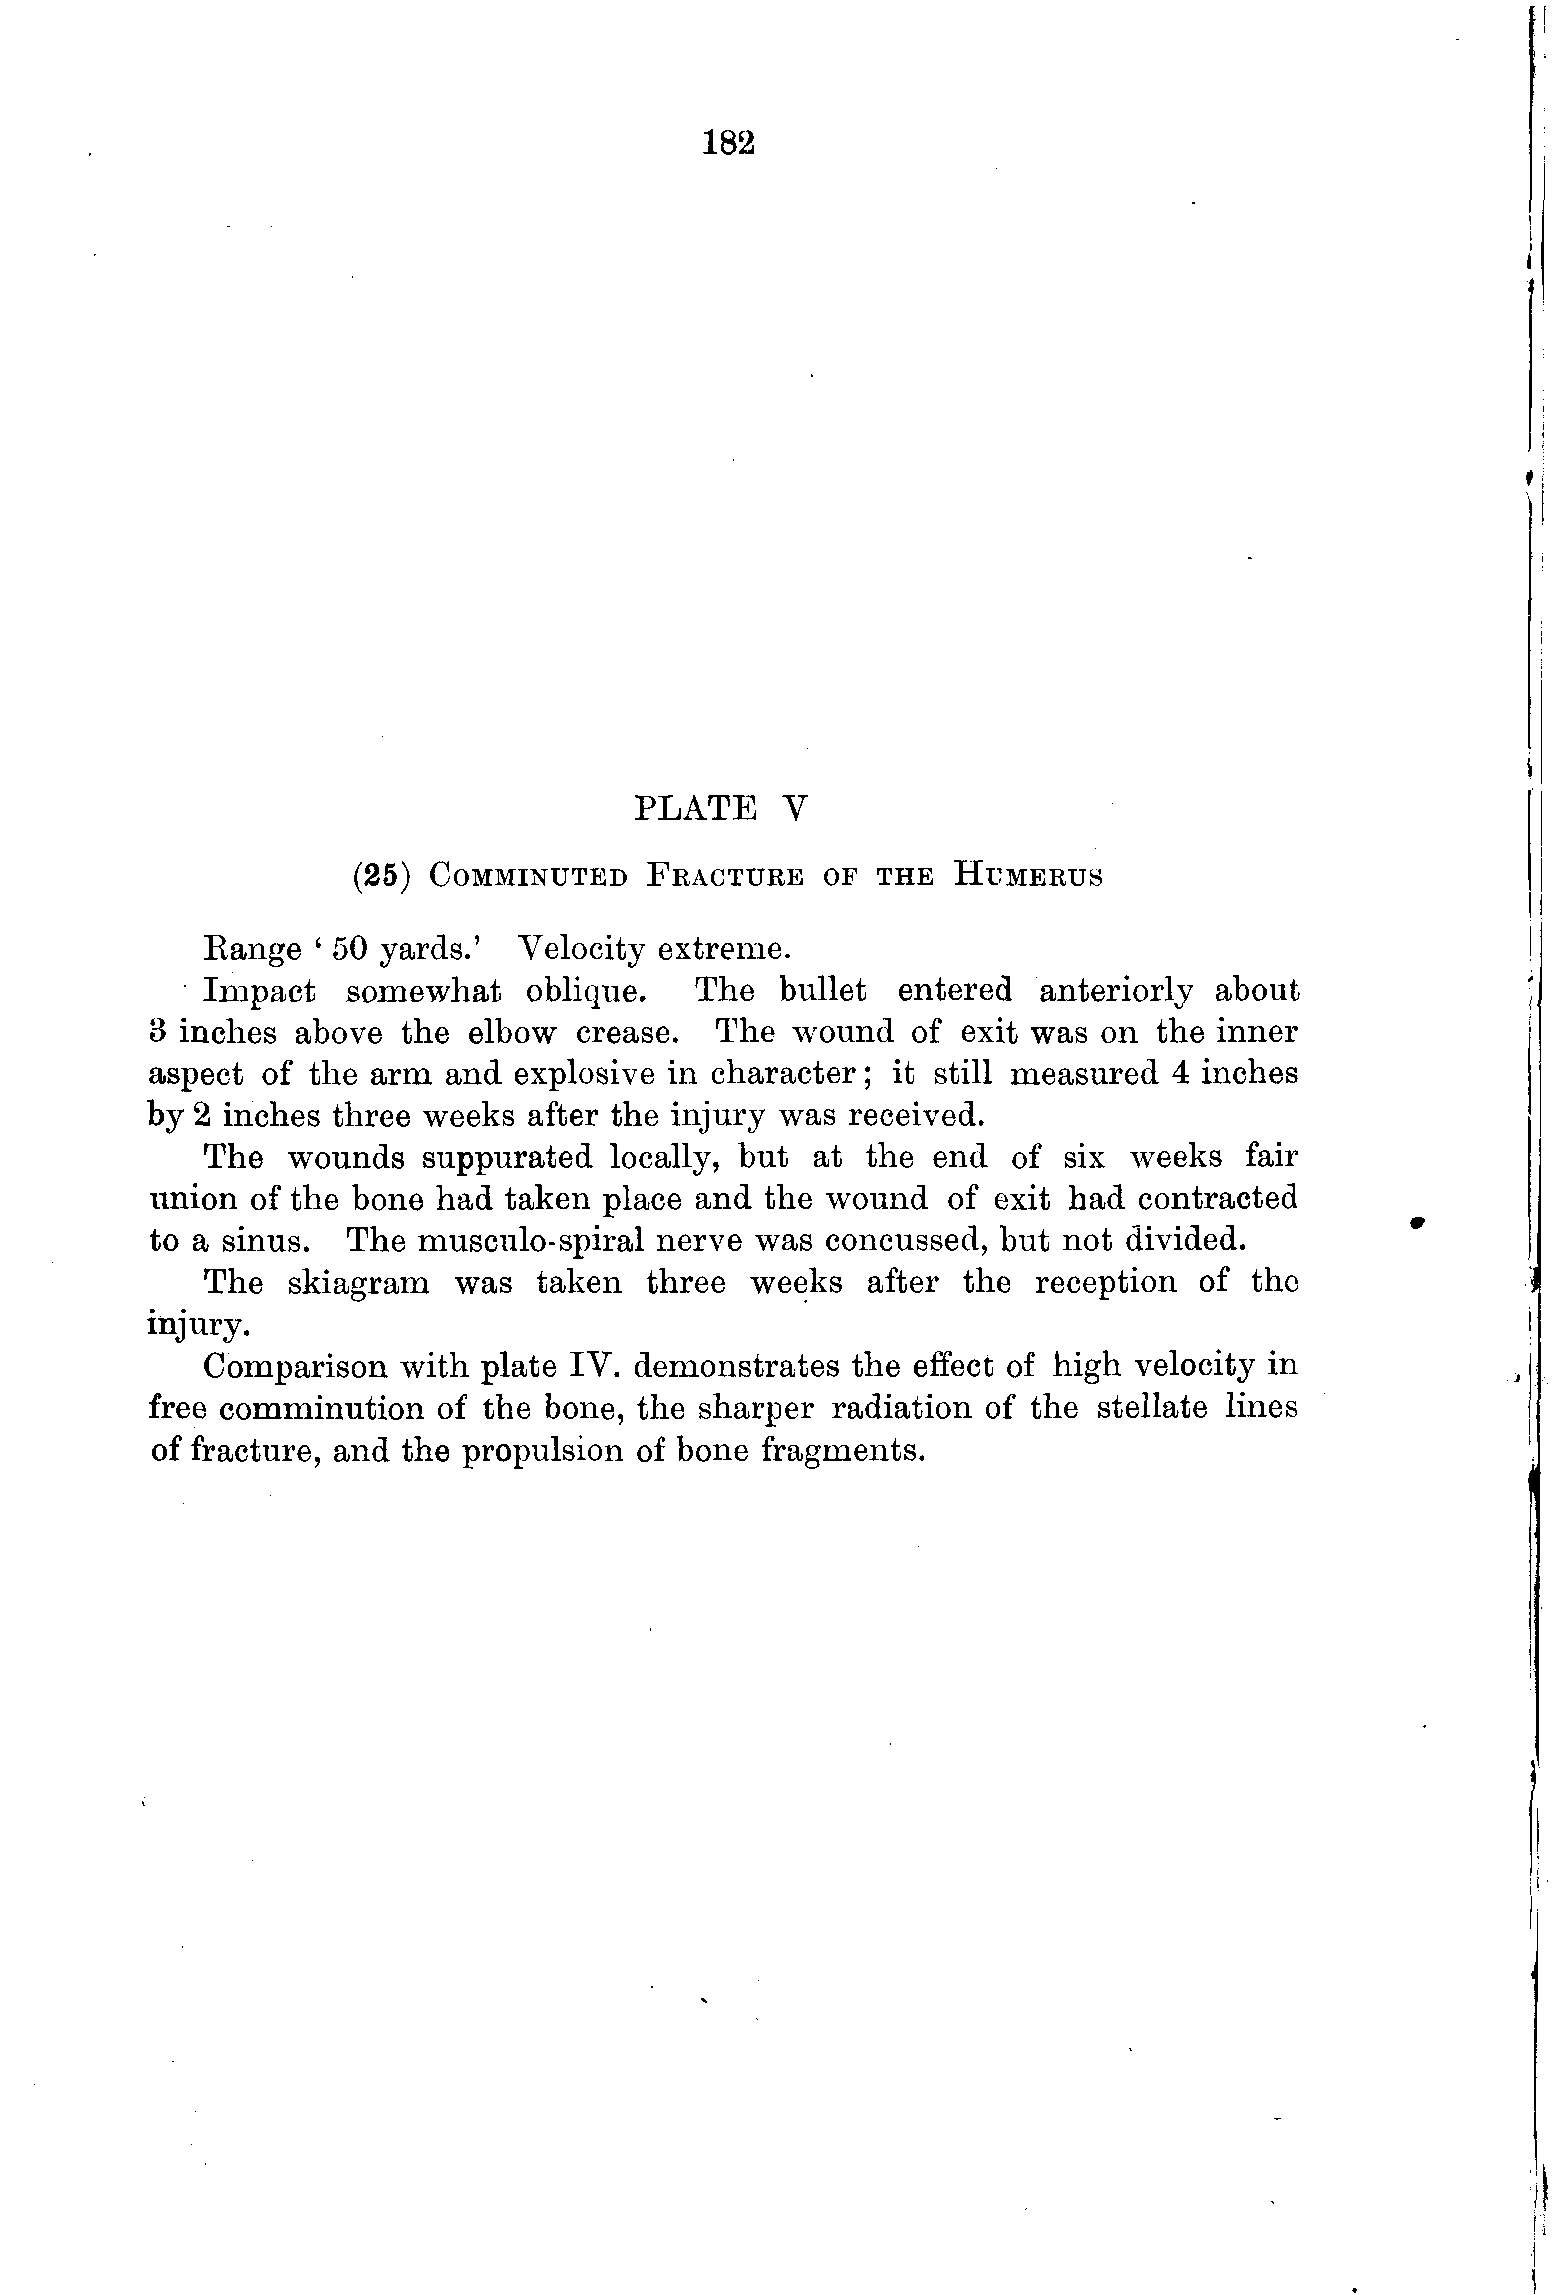 182
PLATE V
(25) COMMINUTED FRACTURE OF THE HUMERUS
Range ‘ 50 yards.’ Velocity extreme.
Impact somewhat oblique. The bullet entered anteriorly about
3 inches above the elbow crease. The wound of exit was on the inner
aspect of the arm and explosive in character; it still measured 4 inches
by 2 inches three weeks after the injury was received.
The wounds suppurated locally, but at the end of six weeks fair
union of the bone had taken place and the wound of exit had contracted
to a sinus. The musculo-spiral nerve was concussed, but not divided.
The skiagram was taken three weeks after the reception of the
injury.
Comparison with plate IV. demonstrates the effect of high velocity in
free comminution of the bone, the sharper radiation of the stellate lines
of fracture, and the propulsion of bone fragments.